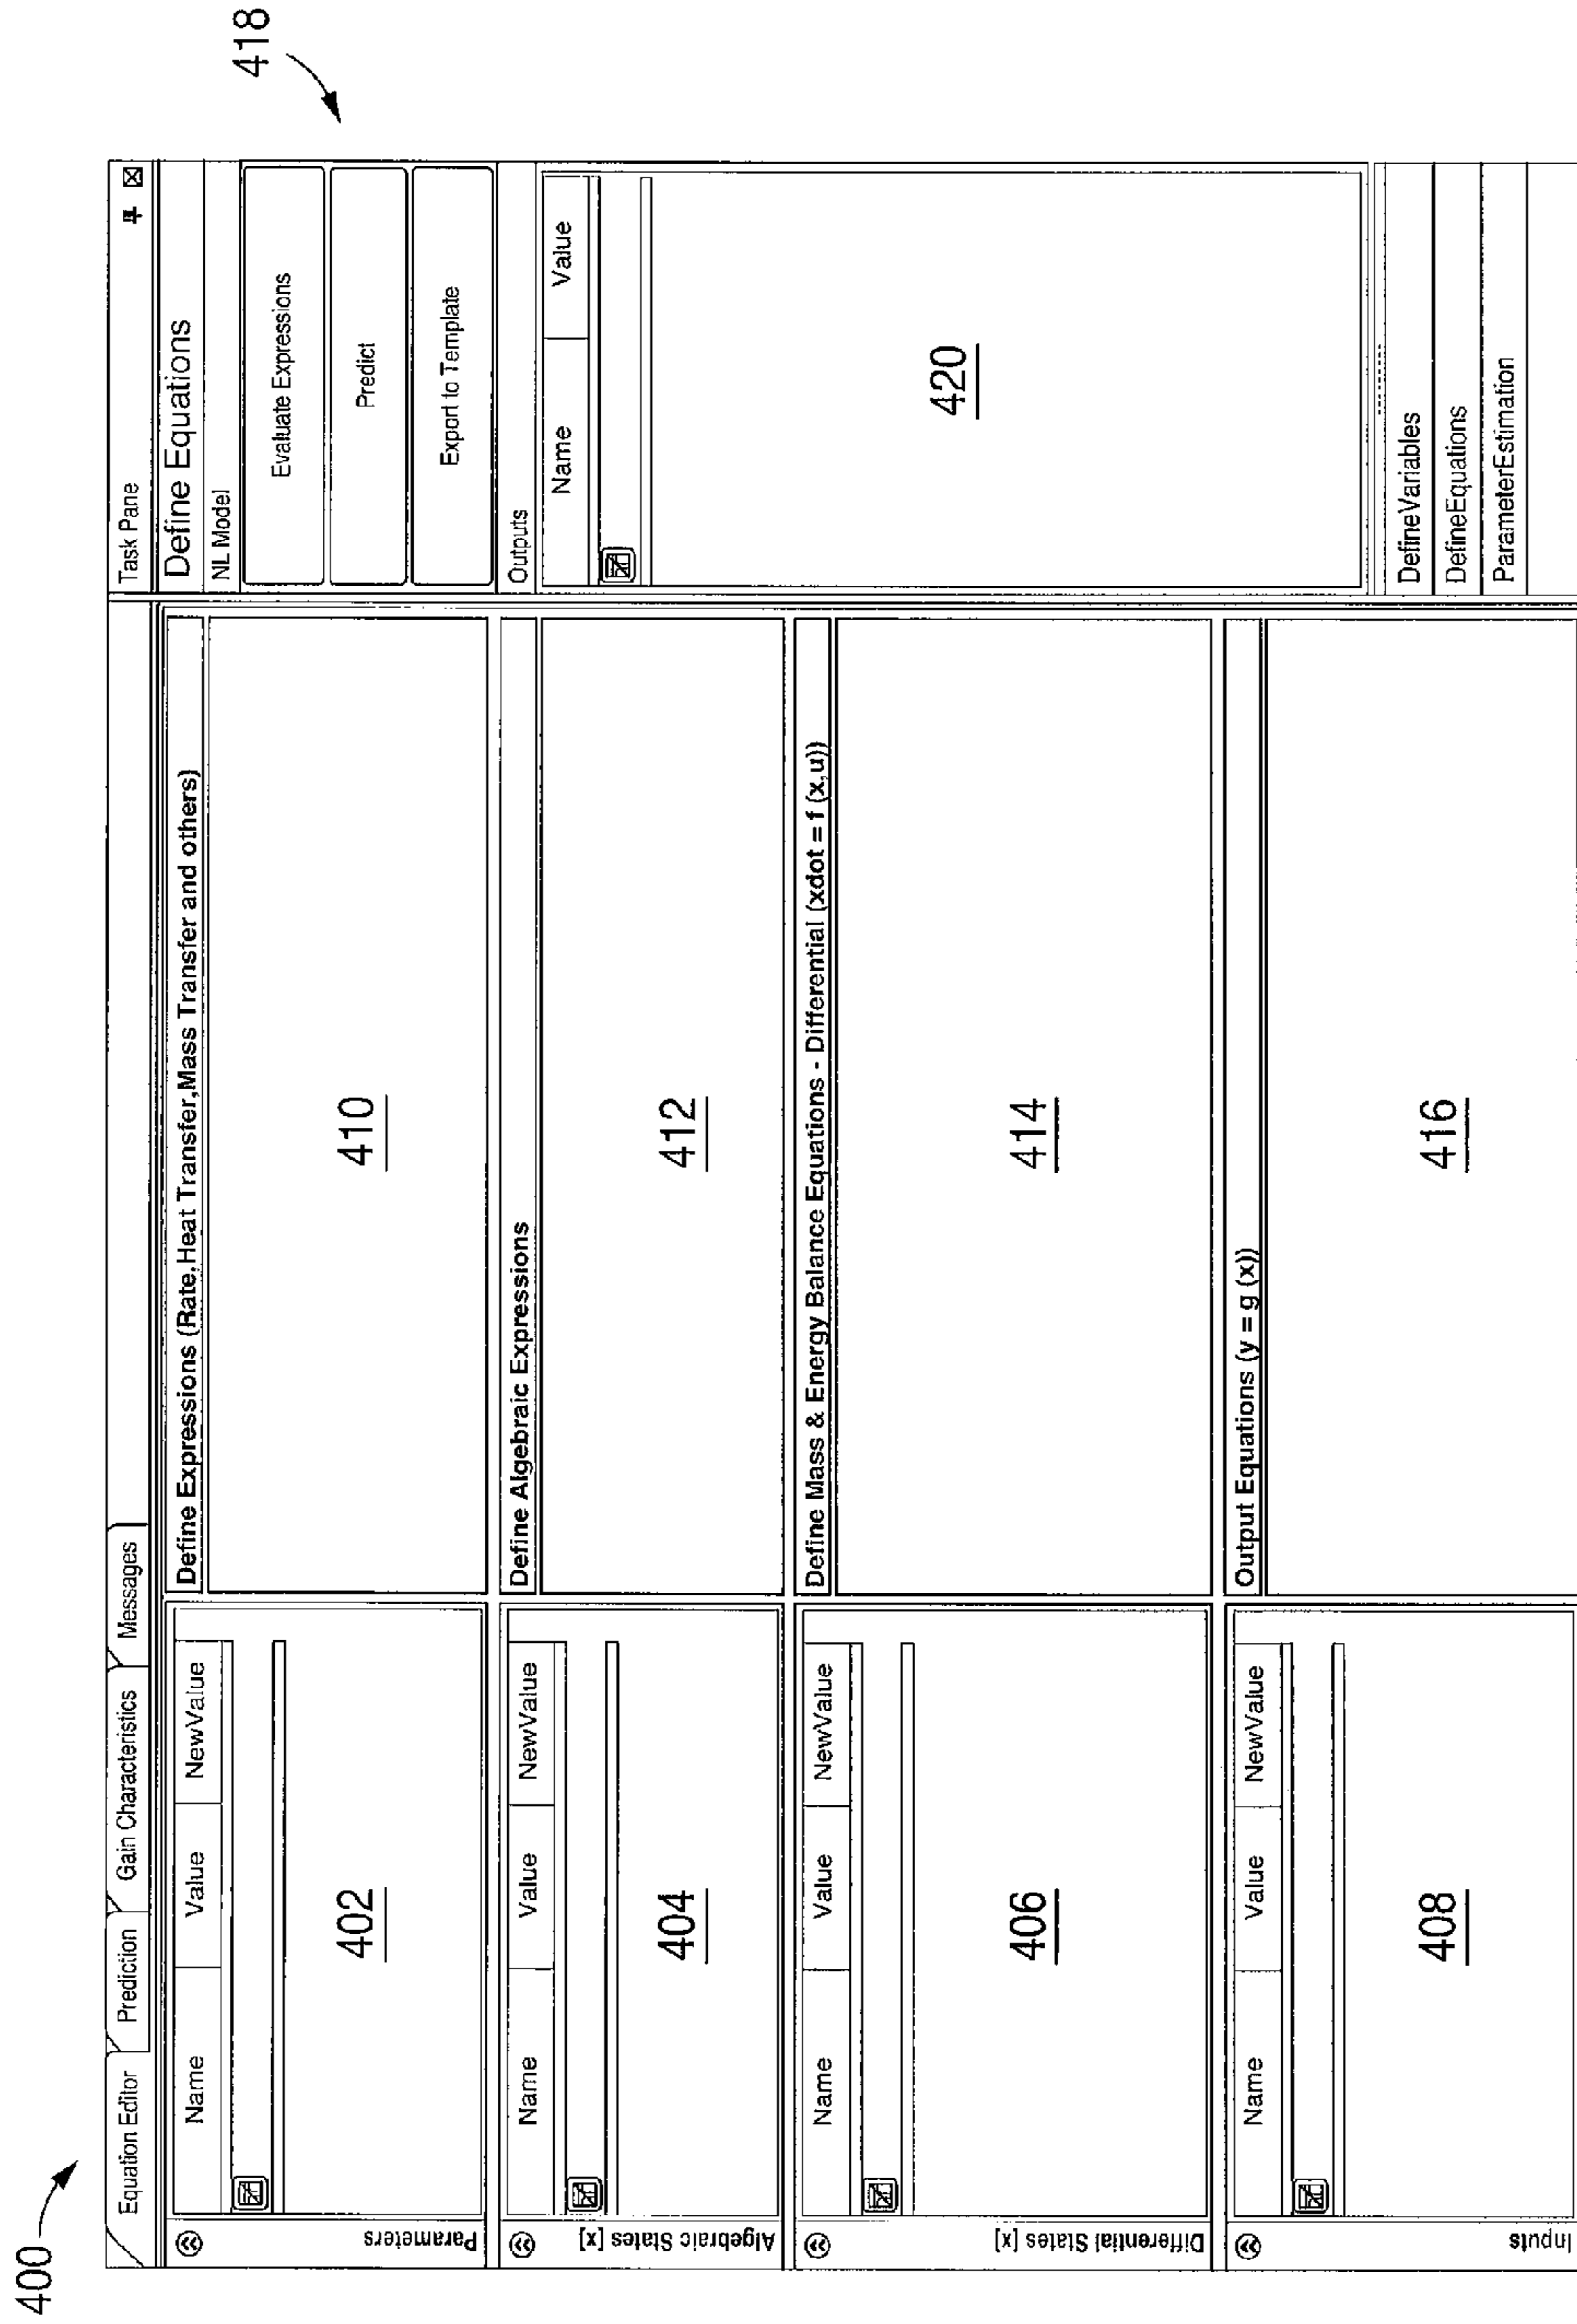 400
418
Equation Editor
Prediction
Gain Characteristics
Messages
Parameters
Name
Value
NewValue
402
Define Expressions (Rate,Heat Transfer,Mass Transfer and others)
410
Algebraic States [x]
Name
Value
NewValue
404
Define Algebraic Expressions
412
Differential States [x]
Name
Value
NewValue
406
Define Mass & Energy Balance Equations - Differential (xdot = f (x,u))
414
Inputs
Name
Value
NewValue
408
Output Equations (y = g (x))
416
Task Pane
Define Equations
NL Model
Evaluate Expressions
Predict
Export to Template
Outputs
Name
Value
420
DefineVariables
DefineEquations
ParameterEstimation